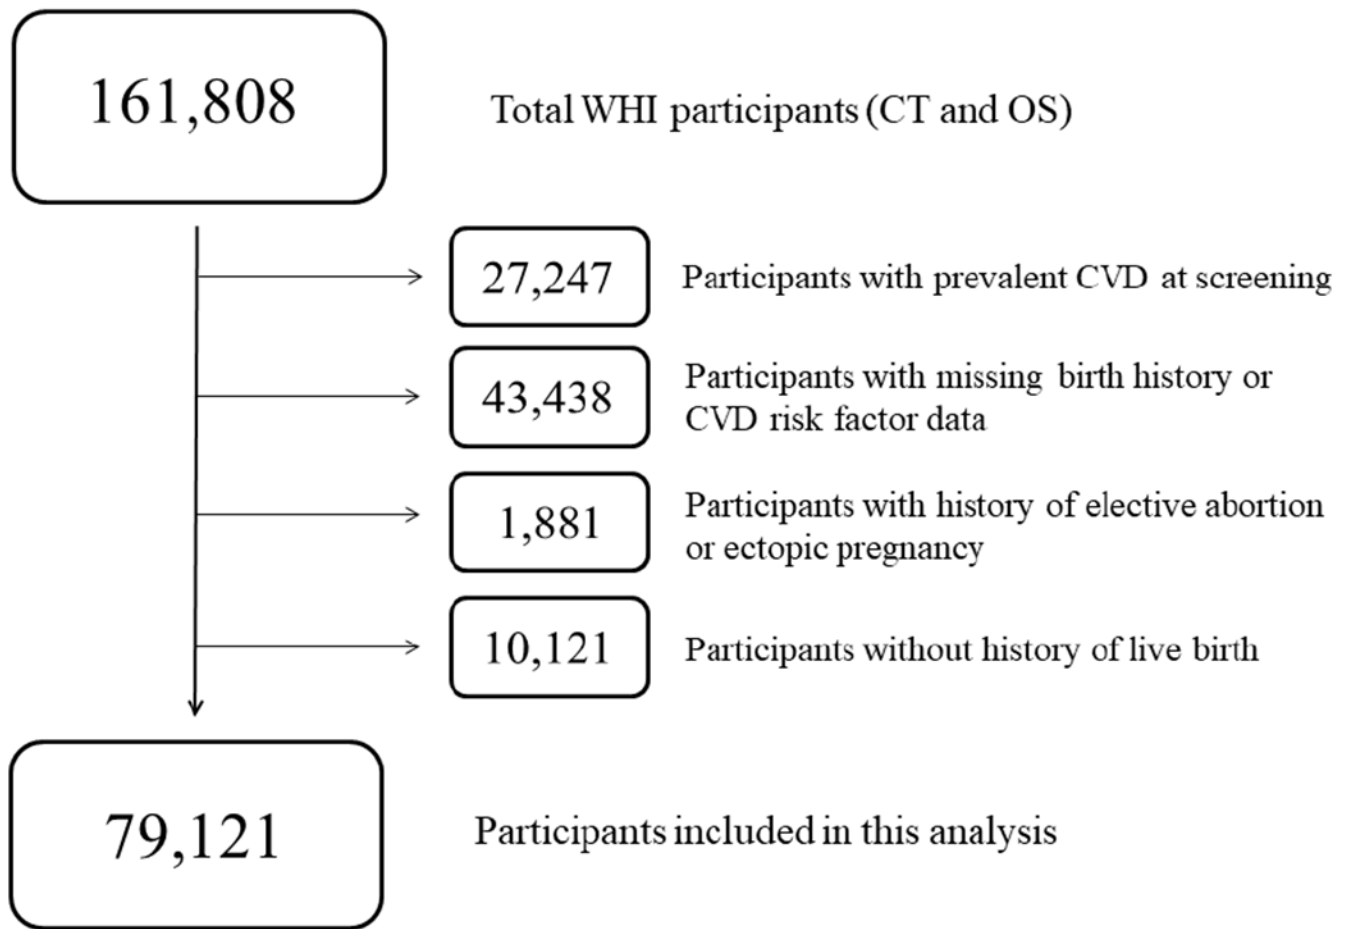 161,808
Total WHI participants (CT and OS)
27,247
Participants with prevalent CVD at screening
43,438
Participants with missing birth history or
CVD risk factor data
1,881
Participants with history of elective abortion
or ectopic pregnancy
10,121
Participants without history of live birth
79,121
Participants included in this analysis